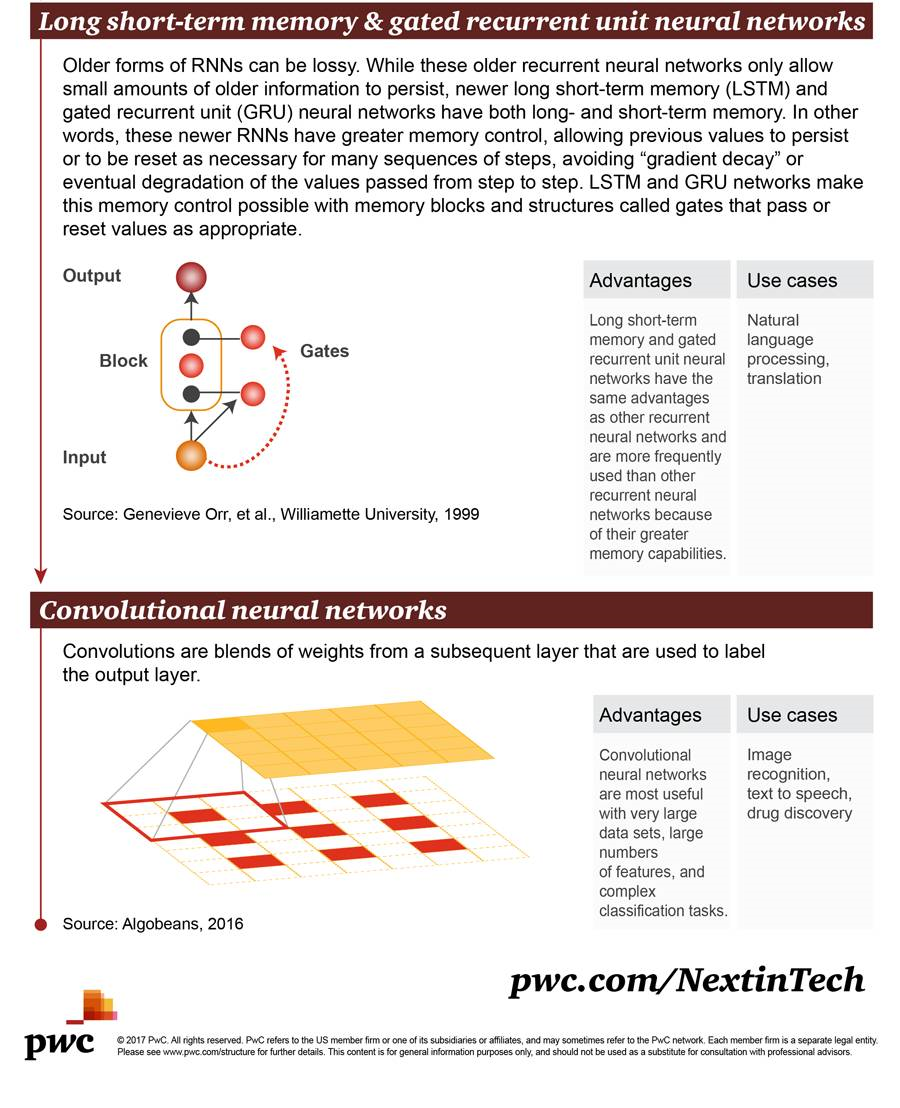 Long short-term memory & gated recurrent unit neural networks
Older forms of RNNs can be lossy. While these older recurrent neural networks only allow
small amounts of older information to persist, newer long short-term memory (LSTM) and
gated recurrent unit (GRU) neural networks have both long- and short-term memory. In other
words, these newer RNNs have greater memory control, allowing previous values to persist
or to be reset as necessary for many sequences of steps, avoiding “gradient decay” or
eventual degradation of the values passed from step to step. LSTM and GRU networks make
this memory control possible with memory blocks and structures called gates that pass or
reset values as appropriate.
Output
Block
Gates
Input
Source: Genevieve Orr, et al., Williamette University, 1999
Advantages
Long short-term
memory and gated
recurrent unit neural
networks have the
same advantages
as other recurrent
neural networks and
are more frequently
used than other
recurrent neural
networks because
of their greater
memory capabilities.
Use cases
Natural
language
processing,
translation
Convolutional neural networks
Convolutions are blends of weights from a subsequent layer that are used to label
the output layer.
Advantages
Convolutional
neural networks
are most useful
with very large
data sets, large
numbers
of features, and
complex
classification tasks.
Use cases
Image
recognition,
text to speech,
drug discovery
Source: Algobeans, 2016
pwc.com/NextinTech
pwc
© 2017 PwC. All rights reserved. PwC refers to the US member firm or one of its subsidiaries or affiliates, and may sometimes refer to the PwC network. Each member firm is a separate legal entity.
Please see www.pwc.com/structure for further details. This content is for general information purposes only, and should not be used as a substitute for consultation with professional advisors.